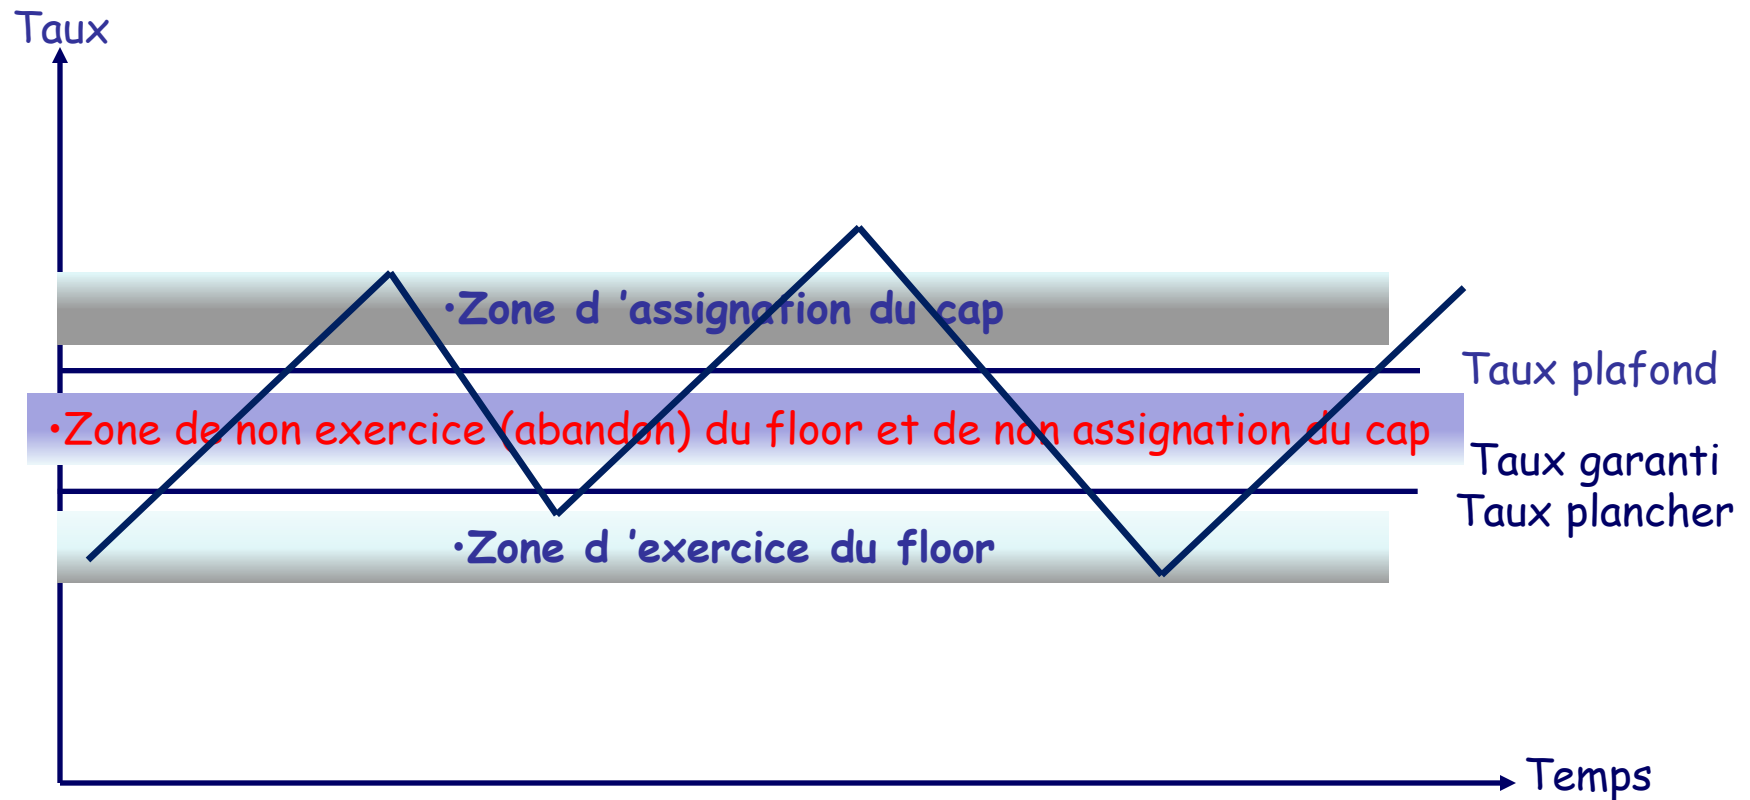 Taux
•Zone d ’assignation du cap
Taux plafond
•Zone de non exercice (abandon) du floor et de non assignation du cap
Taux garanti
Taux plancher
•Zone d ’exercice du floor
Temps